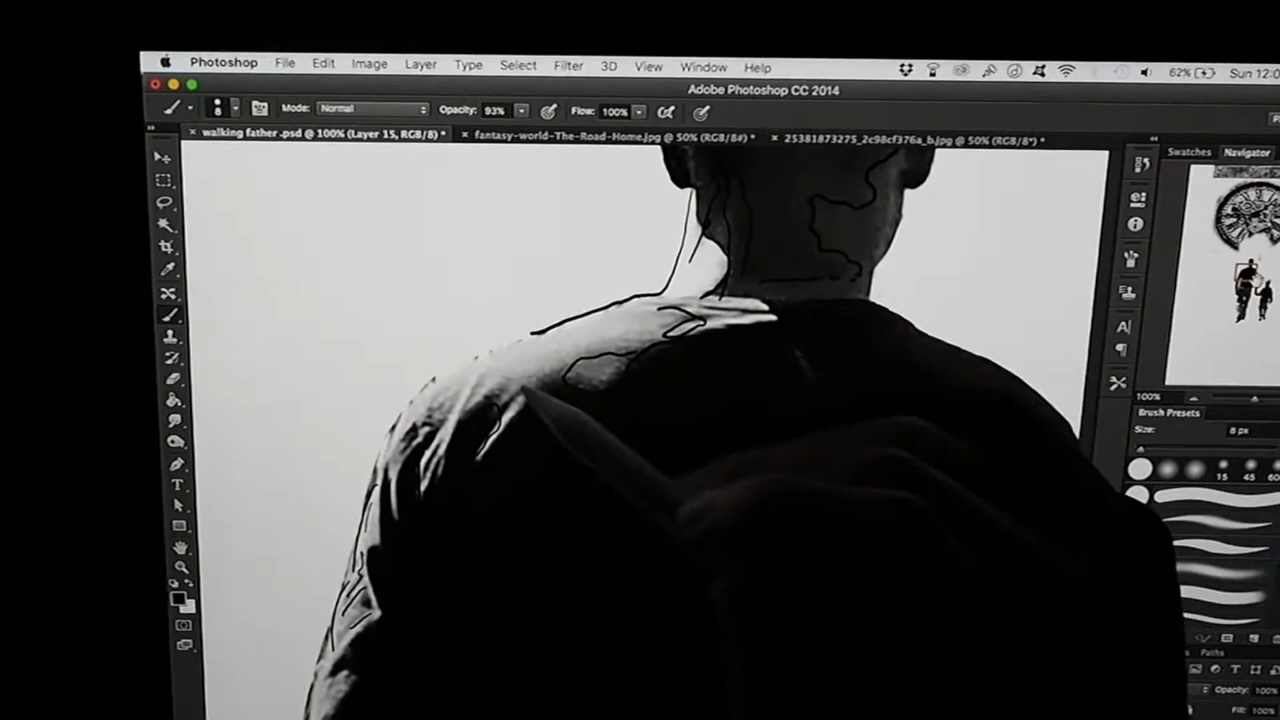 Photoshop File Edit Image Layer Type Select Filter 3D View Window Help 62% Sun 12:0
Adobe Photoshop CC 2014
Mode: Normal Opacity: 93% Flow: 100%
× walking father .psd @ 100% (Layer 15, RGB/8) * × fantasy-world-The-Road-Home.jpg @ 50% (RGB/8#) * × 25381873275_2c98cf376a_b.jpg @ 50% (RGB/8*) *
Swatches Navigator
100%
Brush Presets
Size: 8 px
15 45 60
Paths
Opacity: 100%
Fill: 100%